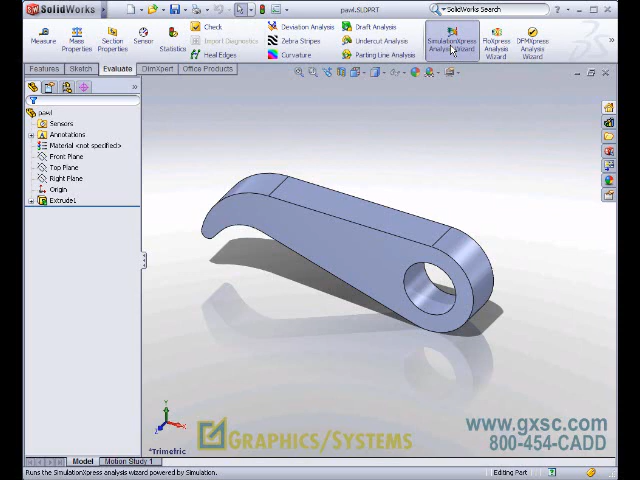 SolidWorks
pawl.SLDPRT
SolidWorks Search
Measure
Mass Properties
Section Properties
Sensor
Statistics
Check
Import Diagnostics
Heal Edges
Deviation Analysis
Zebra Stripes
Curvature
Draft Analysis
Undercut Analysis
Parting Line Analysis
SimulationXpress Analysis Wizard
FloXpress Analysis Wizard
DFMXpress Analysis Wizard
Features
Sketch
Evaluate
DimXpert
Office Products
pawl
Sensors
Annotations
Material <not specified>
Front Plane
Top Plane
Right Plane
Origin
Extrude1
*Trimetric
GRAPHICS/SYSTEMS
www.gxsc.com
800-454-CADD
Model
Motion Study 1
Runs the SimulationXpress analysis wizard powered by Simulation.
Editing Part